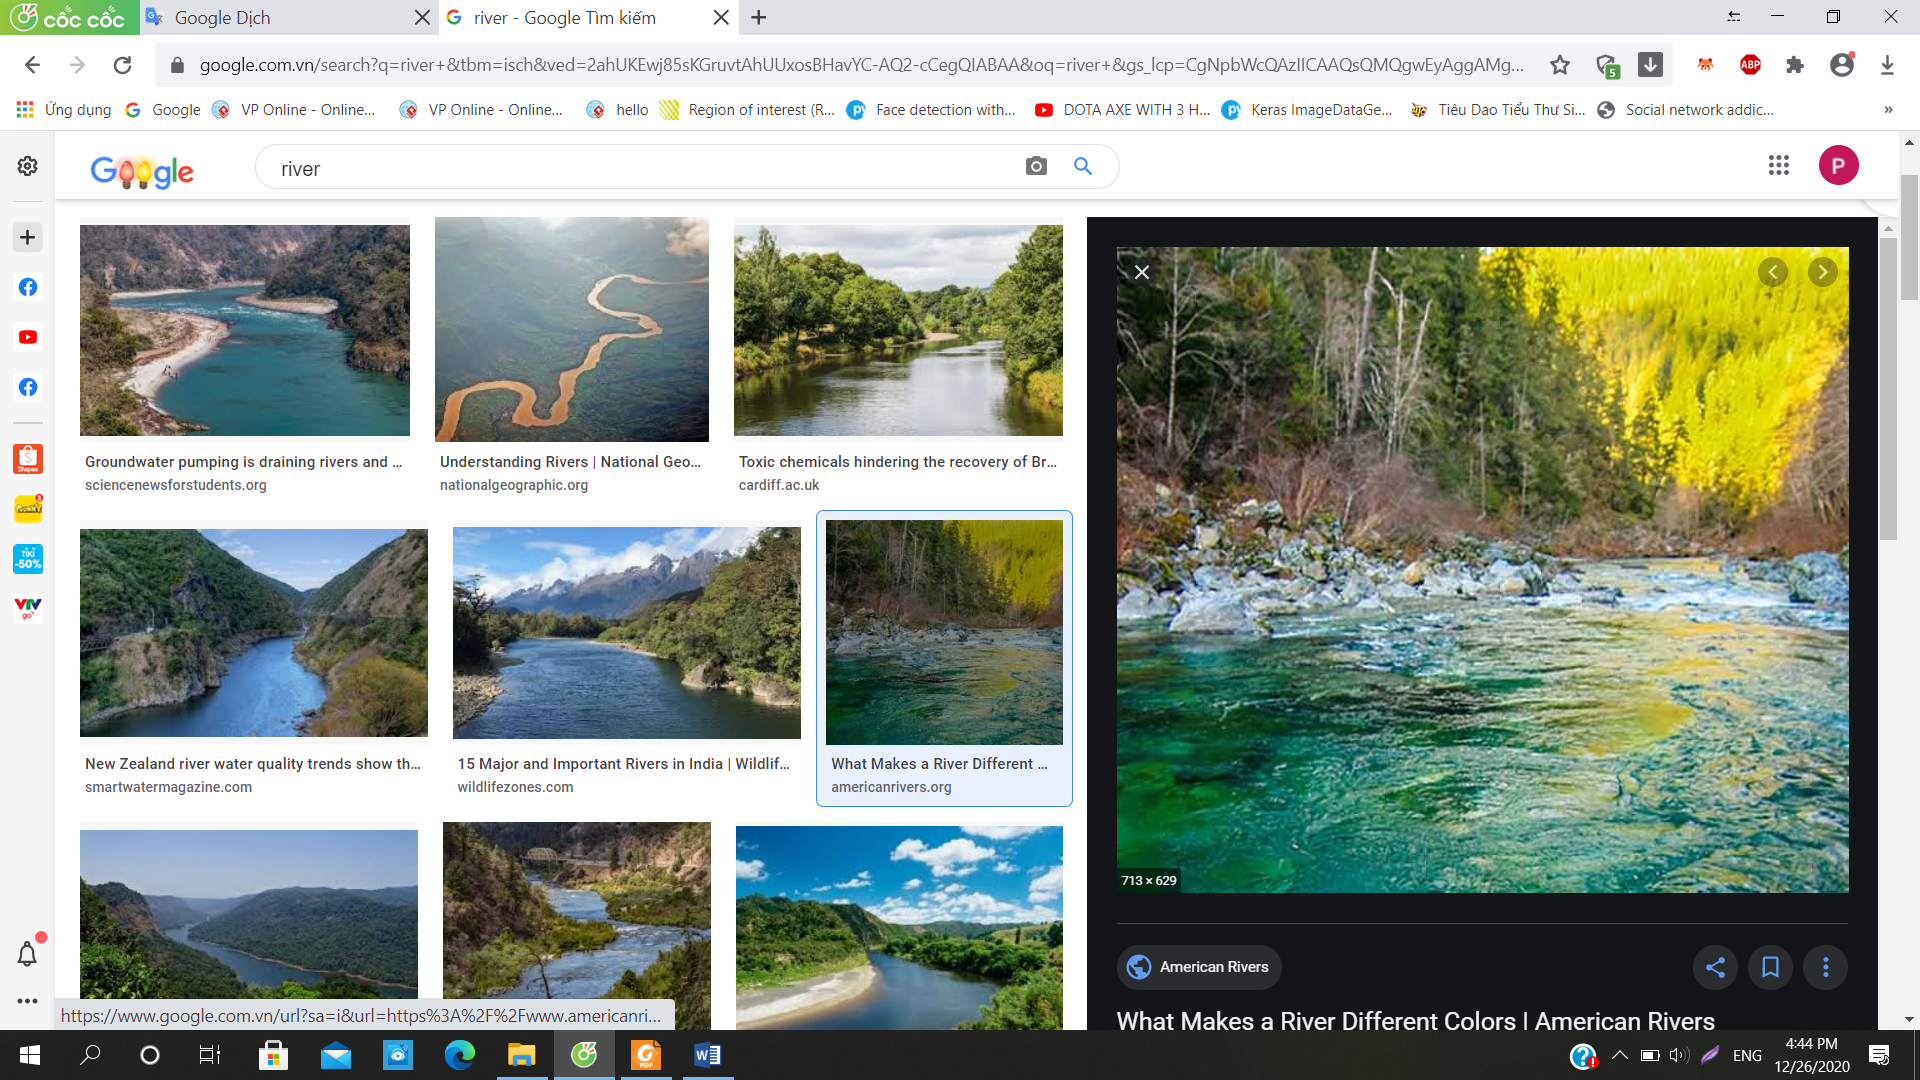 cốc cốc
Google Dịch
river - Google Tìm kiếm
google.com.vn/search?q=river+&tbm=isch&ved=2ahUKEwj85sKGruvtAhUUxosBHavYC-AQ2-cCegQIABAA&oq=river+&gs_lcp=CgNpbWcQAzIICAAQsQMQgwEyAggAMg...
5
ABP
Ứng dụng
Google
VP Online - Online...
VP Online - Online...
hello
Region of interest (R...
Face detection with...
DOTA AXE WITH 3 H...
Keras ImageDataGe...
Tiêu Dao Tiểu Thư Si...
Social network addic...
»
Google
river
P
Groundwater pumping is draining rivers and ...
sciencenewsforstudents.org
Understanding Rivers | National Geo...
nationalgeographic.org
Toxic chemicals hindering the recovery of Br...
cardiff.ac.uk
Shopee
TIKI
-50%
VTV
go
New Zealand river water quality trends show th...
smartwatermagazine.com
15 Major and Important Rivers in India | Wildlif...
wildlifezones.com
What Makes a River Different ...
americanrivers.org
713 × 629
American Rivers
What Makes a River Different Colors | American Rivers
https://www.google.com.vn/url?sa=i&url=https%3A%2F%2Fwww.americanri...
PDF
W
ENG
4:44 PM
12/26/2020